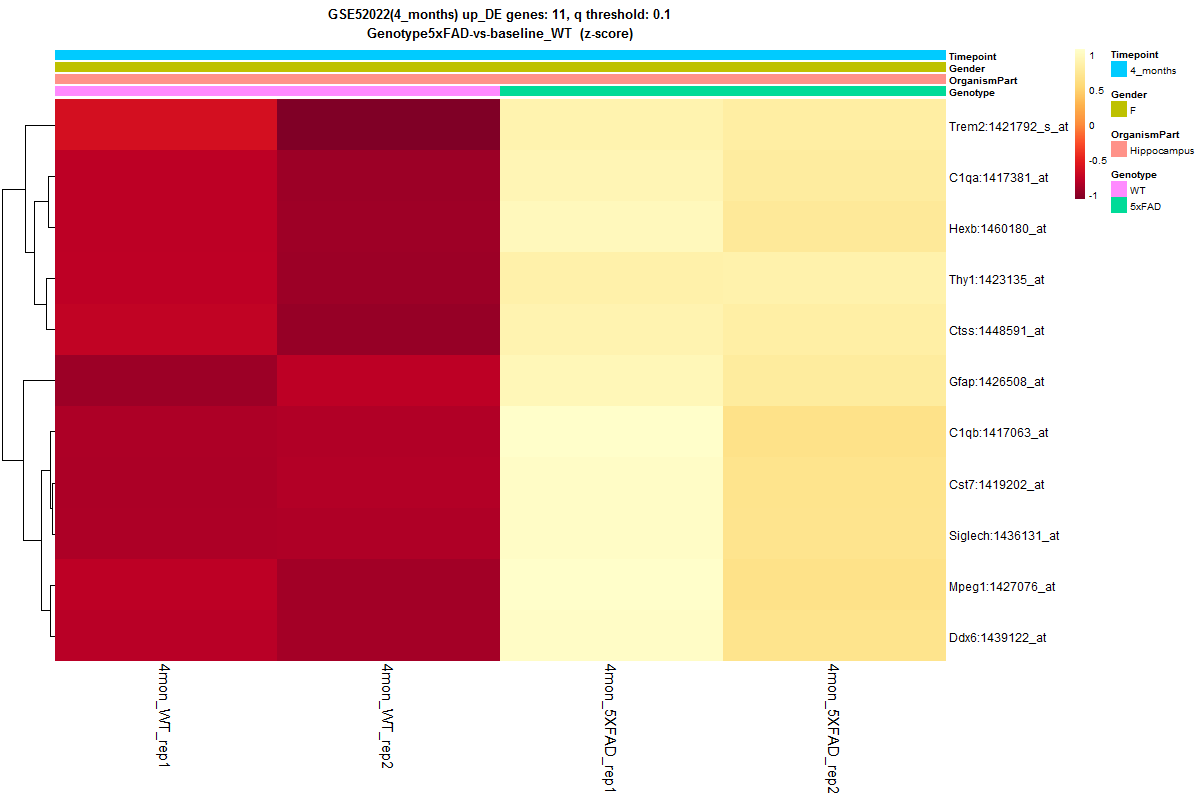 GSE52022(4_months) up_DE genes: 11, q threshold: 0.1
Genotype5xFAD-vs-baseline_WT (z-score)
Timepoint
Gender
OrganismPart
Genotype
Trem2:1421792_s_at
C1qa:1417381_at
Hexb:1460180_at
Thy1:1423135_at
Ctss:1448591_at
Gfap:1426508_at
C1qb:1417063_at
Cst7:1419202_at
Siglech:1436131_at
Mpeg1:1427076_at
Ddx6:1439122_at
4mon_WT_rep1
4mon_WT_rep2
4mon_5XFAD_rep1
4mon_5XFAD_rep2
1
0.5
0
-0.5
-1
Timepoint
4_months
Gender
F
OrganismPart
Hippocampus
Genotype
WT
5xFAD